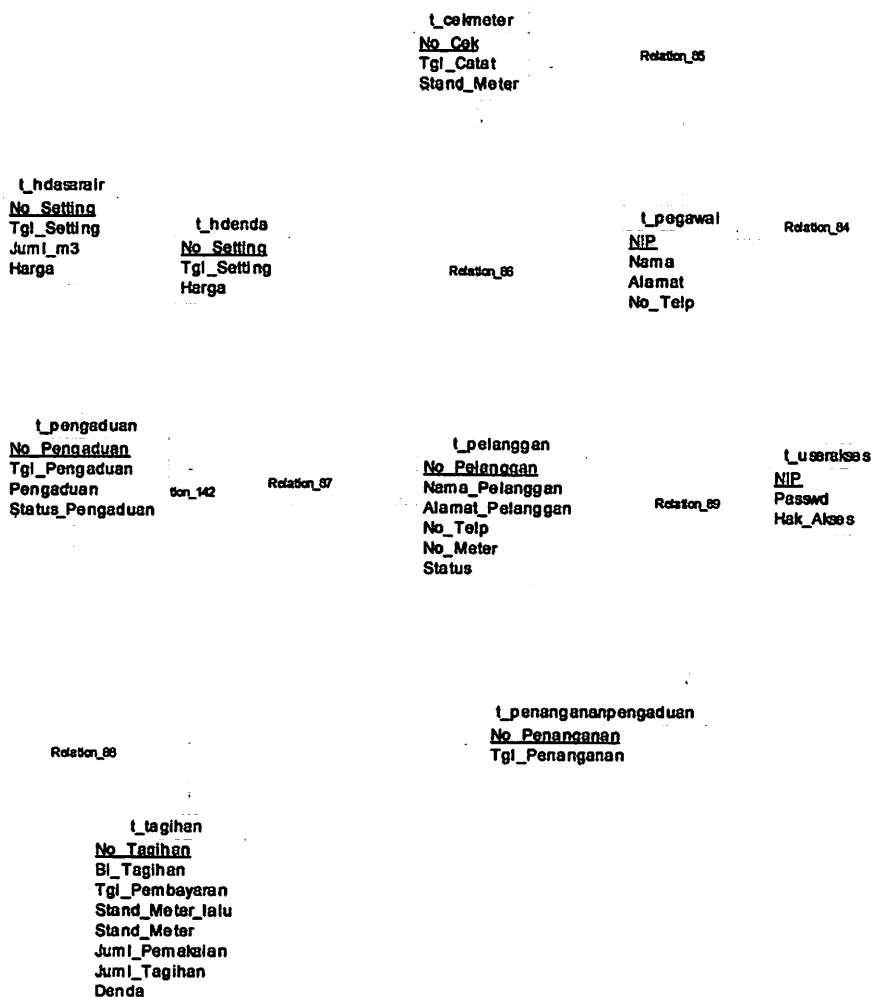 t_cekmeter
No_Cek
Tgl_Catat
Stand_Meter
Relation_85
t_hdasarair
No_Setting
Tgl_Setting
Juml_m3
Harga
t_hdenda
No_Setting
Tgl_Setting
Harga
Relation_86
t_pegawai
NIP
Nama
Alamat
No_Telp
Relation_84
t_pengaduan
No_Pengaduan
Tgl_Pengaduan
Pengaduan
Status_Pengaduan
tion_142
Relation_87
t_pelanggan
No_Pelanggan
Nama_Pelanggan
Alamat_Pelanggan
No_Telp
No_Meter
Status
Relation_89
t_userakses
NIP
Passwd
Hak_Akses
Relation_88
t_penangananpengaduan
No_Penanganan
Tgl_Penanganan
t_tagihan
No_Tagihan
Bl_Tagihan
Tgl_Pembayaran
Stand_Meter_lalu
Stand_Meter
Juml_Pemakaian
Juml_Tagihan
Denda